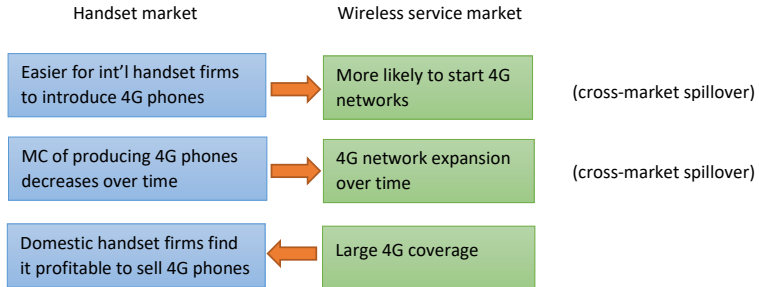 Handset market
Wireless service market
Easier for int'l handset firms
to introduce 4G phones
More likely to start 4G
networks
(cross-market spillover)
MC of producing 4G phones
decreases over time
4G network expansion
over time
(cross-market spillover)
Domestic handset firms find
it profitable to sell 4G phones
Large 4G coverage